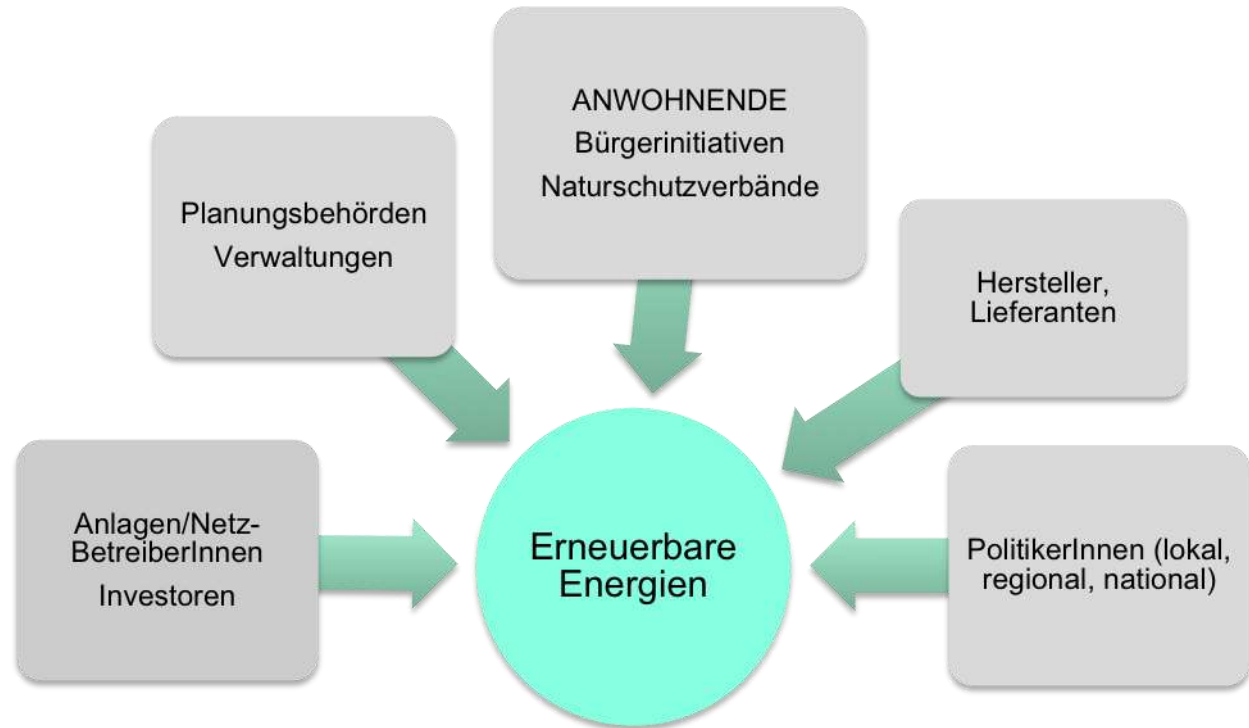 ANWOHNENDE
Bürgerinitiativen
Naturschutzverbände
Planungsbehörden
Verwaltungen
Hersteller,
Lieferanten
Anlagen/Netz-
BetreiberInnen
Investoren
Erneuerbare
Energien
PolitikerInnen (lokal,
regional, national)